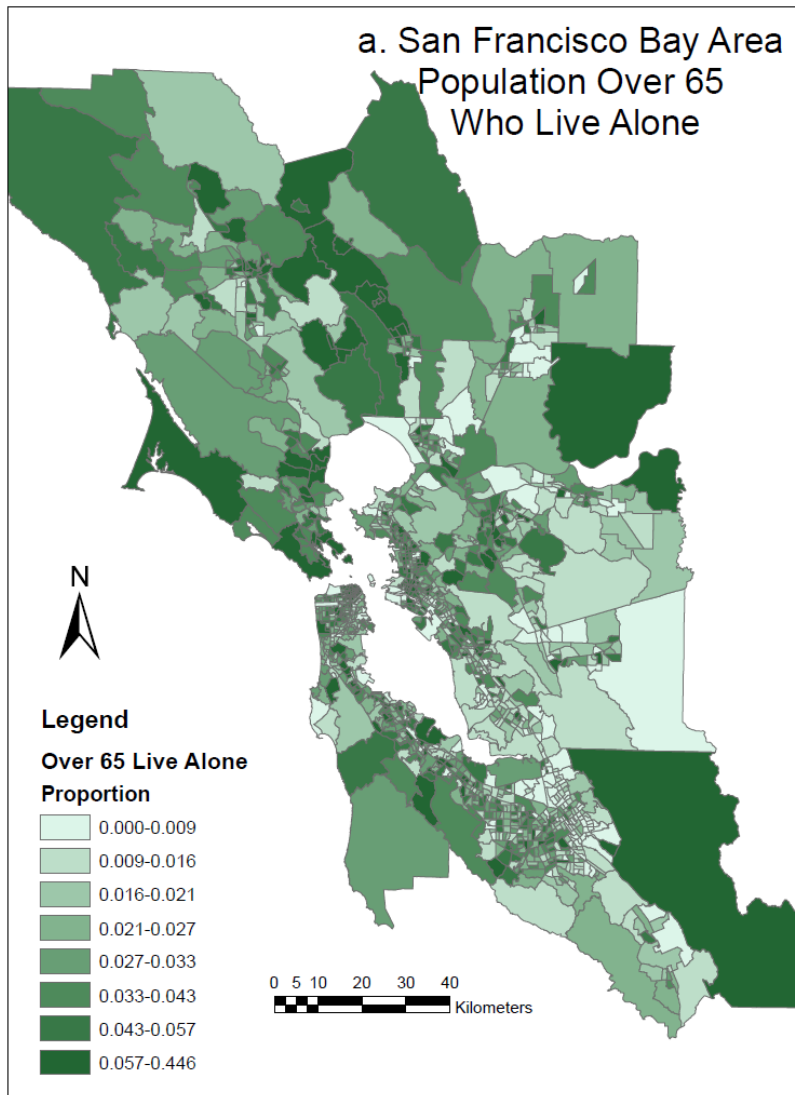 a. San Francisco Bay Area
Population Over 65
Who Live Alone
N
Legend
Over 65 Live Alone
Proportion
0.000-0.009
0.009-0.016
0.016-0.021
0.021-0.027
0.027-0.033
0.033-0.043
0.043-0.057
0.057-0.446
0 5 10 20 30 40
Kilometers